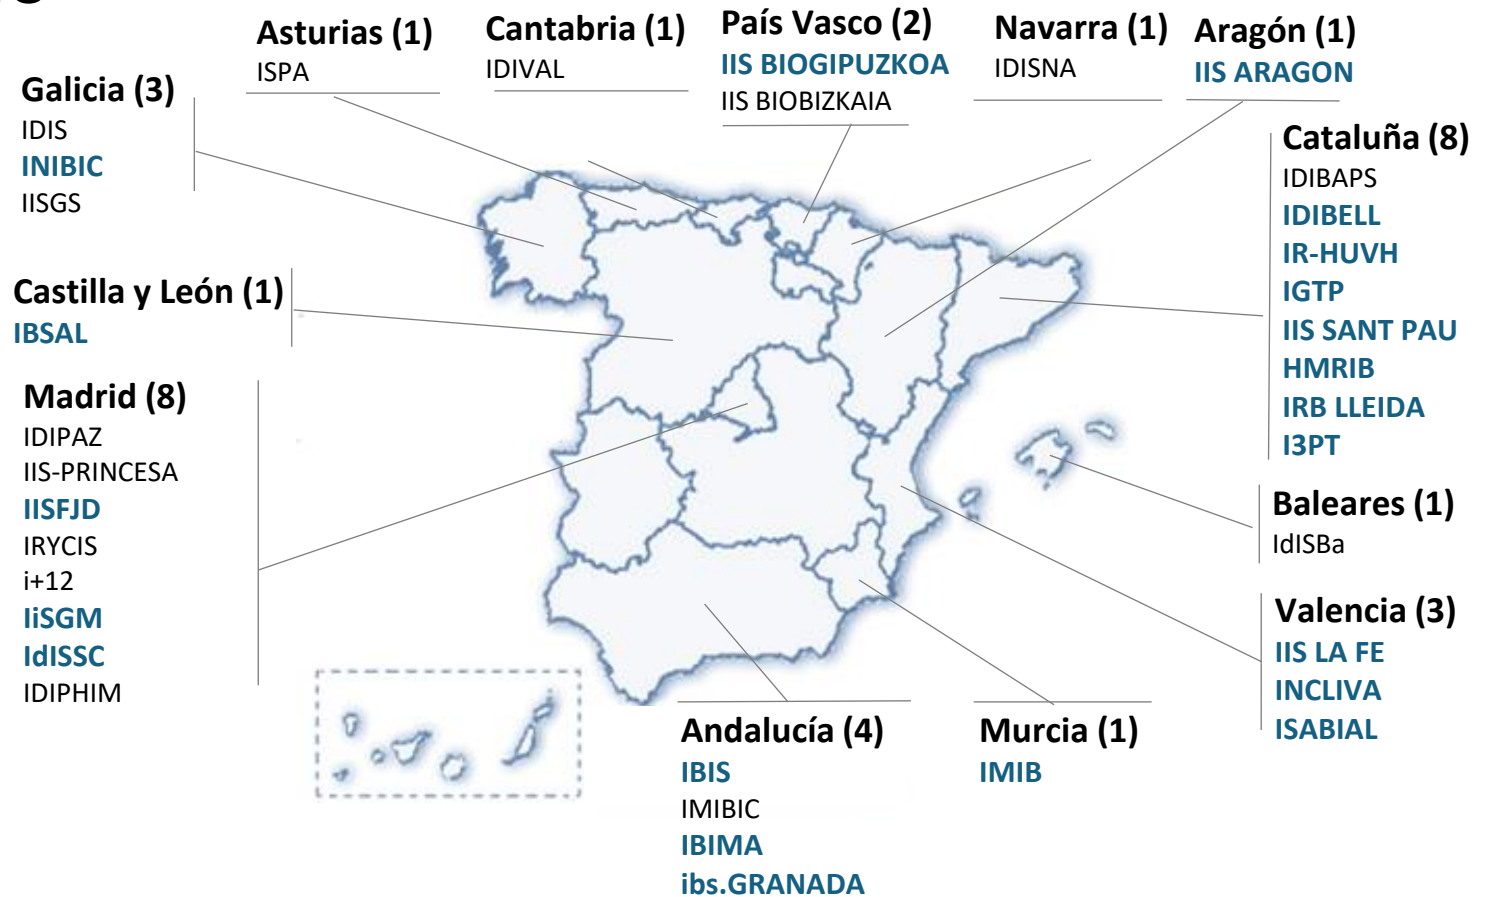 Asturias (1)
ISPA
Cantabria (1)
IDIVAL
País Vasco (2)
IIS BIOGIPUZKOA
IIS BIOBIZKAIA
Navarra (1)
IDISNA
Aragón (1)
IIS ARAGON
Galicia (3)
IDIS
INIBIC
IISGS
Cataluña (8)
IDIBAPS
IDIBELL
IR-HUVH
IGTP
IIS SANT PAU
HMRIB
IRB LLEIDA
I3PT
Castilla y León (1)
IBSAL
Madrid (8)
IDIPAZ
IIS-PRINCESA
IISFJD
IRYCIS
i+12
IiSGM
IdISSC
IDIPHIM
Baleares (1)
IdISBa
Valencia (3)
IIS LA FE
INCLIVA
ISABIAL
Andalucía (4)
IBIS
IMIBIC
IBIMA
ibs.GRANADA
Murcia (1)
IMIB